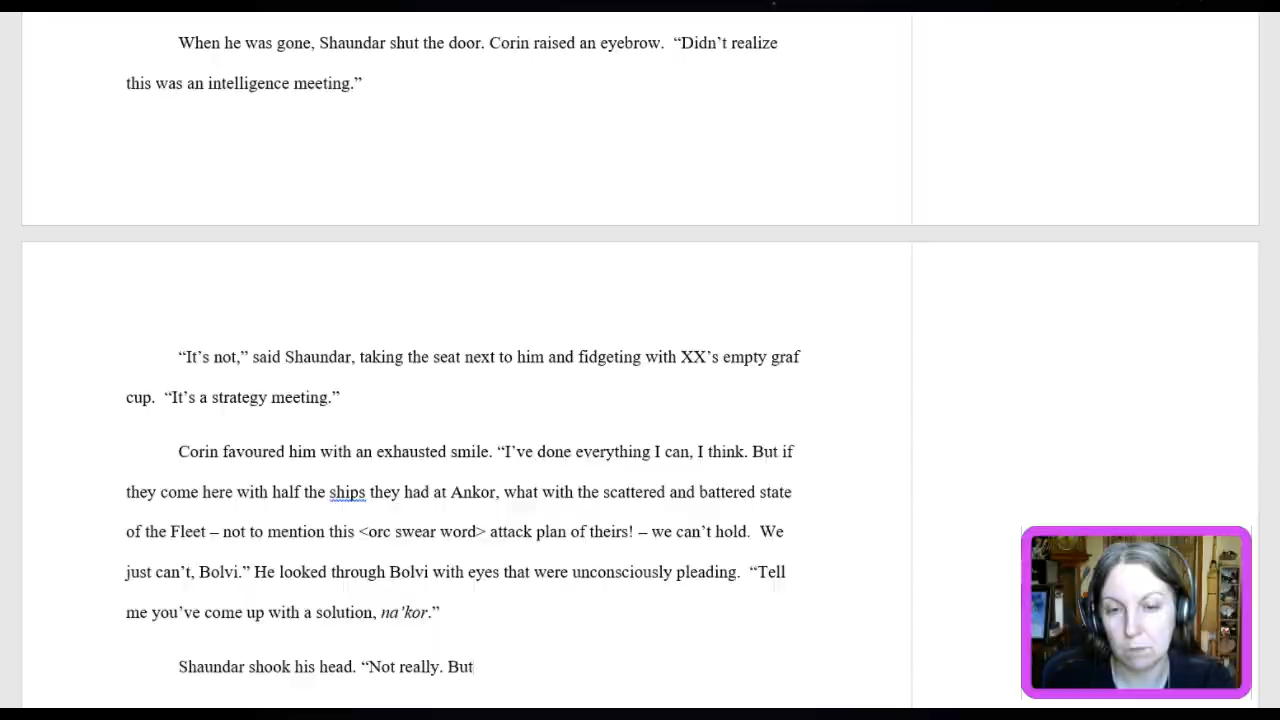 When he was gone, Shaundar shut the door. Corin raised an eyebrow.  “Didn’t realize
this was an intelligence meeting.”
“It’s not,” said Shaundar, taking the seat next to him and fidgeting with XX’s empty graf
cup.  “It’s a strategy meeting.”
Corin favoured him with an exhausted smile. “I’ve done everything I can, I think. But if
they come here with half the ships they had at Ankor, what with the scattered and battered state
of the Fleet – not to mention this <orc swear word> attack plan of theirs! – we can’t hold.  We
just can’t, Bolvi.” He looked through Bolvi with eyes that were unconsciously pleading.  “Tell
me you’ve come up with a solution, na’kor.”
Shaundar shook his head. “Not really. But